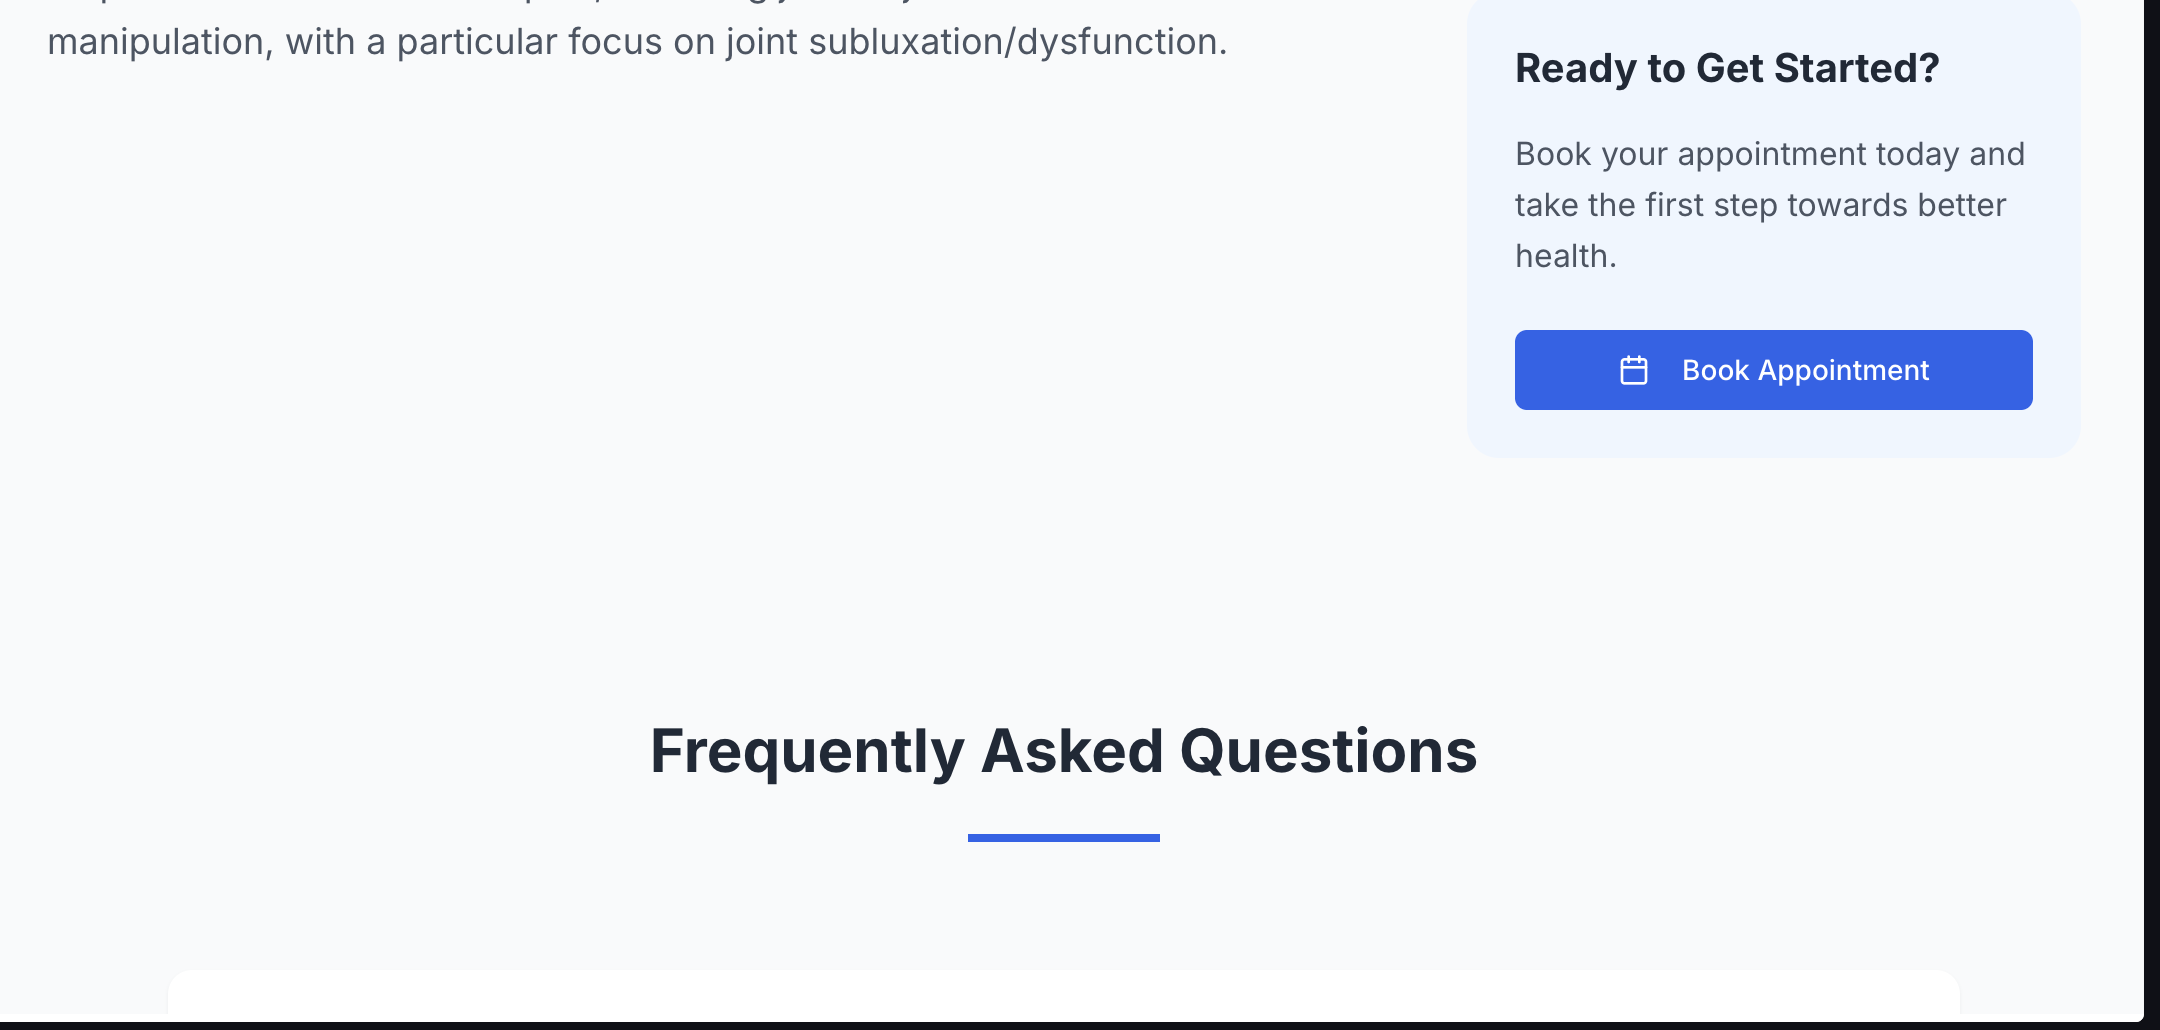 manipulation, with a particular focus on joint subluxation/dysfunction.
Ready to Get Started?
Book your appointment today and
take the first step towards better
health.
Book Appointment
Frequently Asked Questions